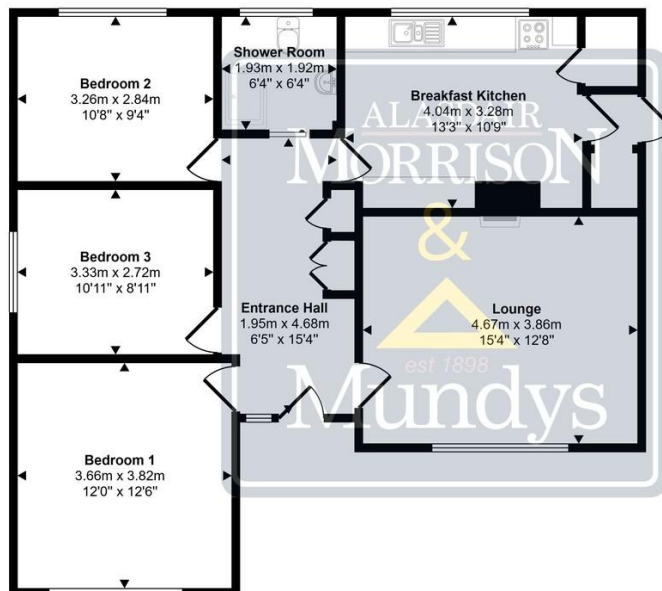 Bedroom 2
3.26m x 2.84m
10'8" x 9'4"
Shower Room
1.93m x 1.92m
6'4" x 6'4"
Breakfast Kitchen
4.04m x 3.28m
13'3" x 10'9"
ALASDAIR
MORRISON
&
est 1898
Mundys
Bedroom 3
3.33m x 2.72m
10'11" x 8'11"
Entrance Hall
1.95m x 4.68m
6'5" x 15'4"
Lounge
4.67m x 3.86m
15'4" x 12'8"
Bedroom 1
3.66m x 3.82m
12'0" x 12'6"